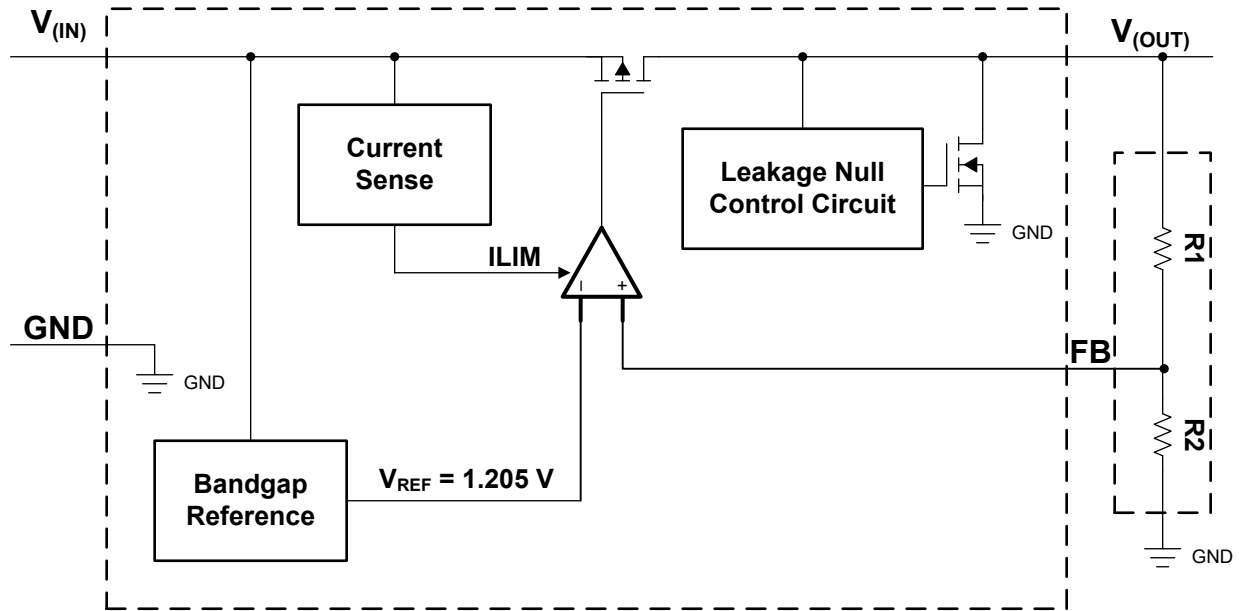 V(IN)
V(OUT)
Current
Sense
Leakage Null
Control Circuit
GND
R1
ILIM
GND
GND
FB
R2
Bandgap
Reference
VREF = 1.205 V
GND